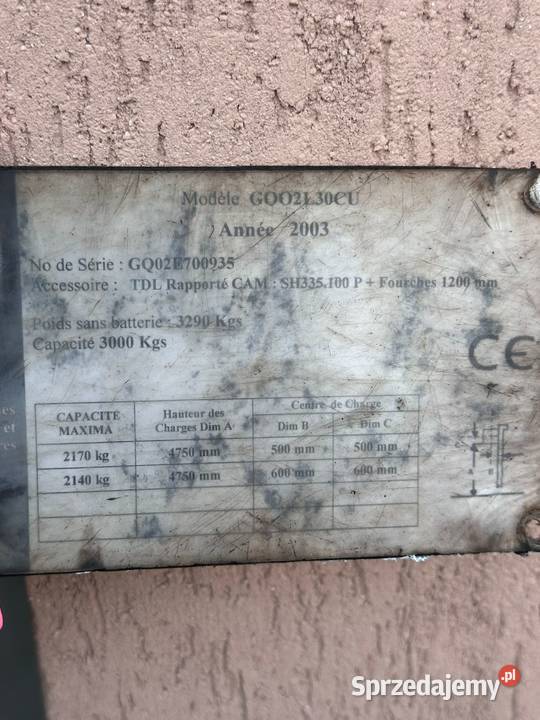 Modèle GQO2L30CU
Année 2003
No de Série : GQ02E700935
Accessoire : TDL Rapporté CAM : SH335.100 P + Fourches 1200 mm
Poids sans batterie : 3290 Kgs
Capacité 3000 Kgs
CE
CAPACITE MAXIMA
Hauteur des Charges Dim A
Centre de Charge
Dim B
Dim C
2170 kg 4750 mm 500 mm 500 mm
2140 kg 4750 mm 600 mm 600 mm
et
Sprzedajemy.pl